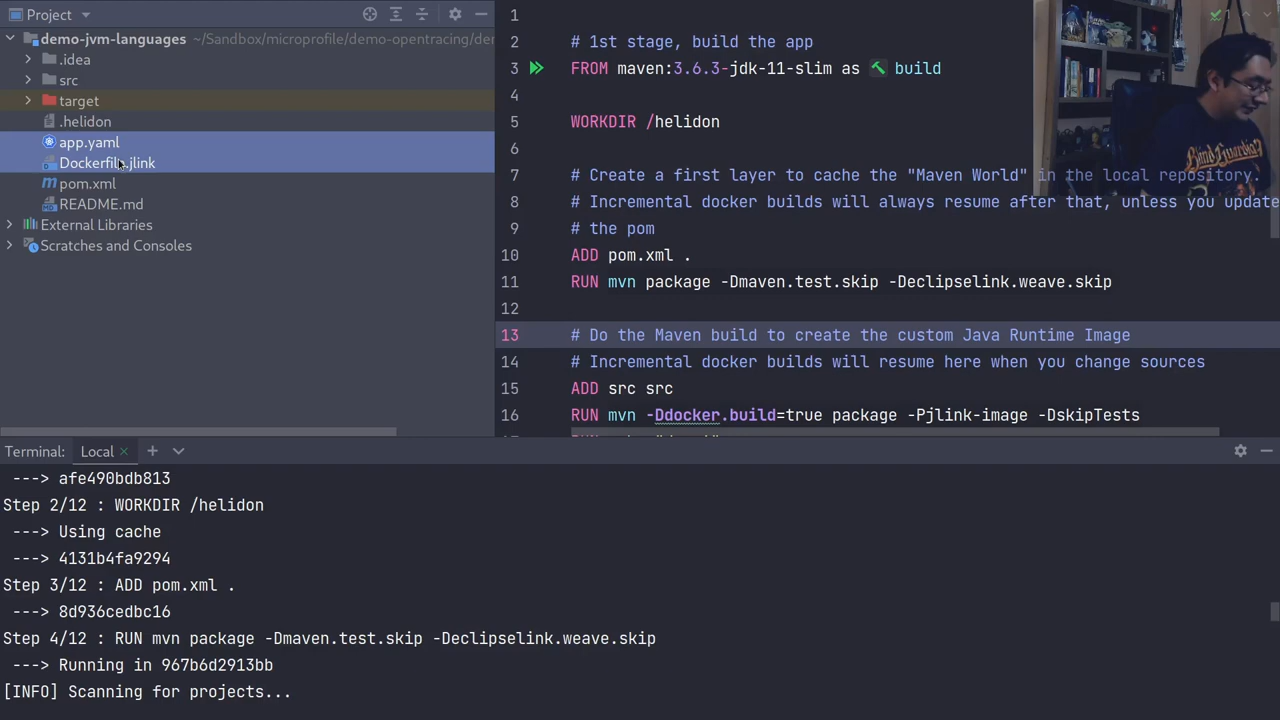 Project
demo-jvm-languages ~/Sandbox/microprofile/demo-opentracing/der
.idea
src
target
.helidon
app.yaml
Dockerfile.jlink
pom.xml
README.md
External Libraries
Scratches and Consoles
1
2 # 1st stage, build the app
3 FROM maven:3.6.3-jdk-11-slim as build
4
5 WORKDIR /helidon
6
7 # Create a first layer to cache the "Maven World" in the local repository.
8 # Incremental docker builds will always resume after that, unless you update
9 # the pom
10 ADD pom.xml .
11 RUN mvn package -Dmaven.test.skip -Declipselink.weave.skip
12
13 # Do the Maven build to create the custom Java Runtime Image
14 # Incremental docker builds will resume here when you change sources
15 ADD src src
16 RUN mvn -Ddocker.build=true package -Pjlink-image -DskipTests
1
Blind Guardian
Terminal: Local
---> afe490bdb813
Step 2/12 : WORKDIR /helidon
---> Using cache
---> 4131b4fa9294
Step 3/12 : ADD pom.xml .
---> 8d936cedbc16
Step 4/12 : RUN mvn package -Dmaven.test.skip -Declipselink.weave.skip
---> Running in 967b6d2913bb
[INFO] Scanning for projects...